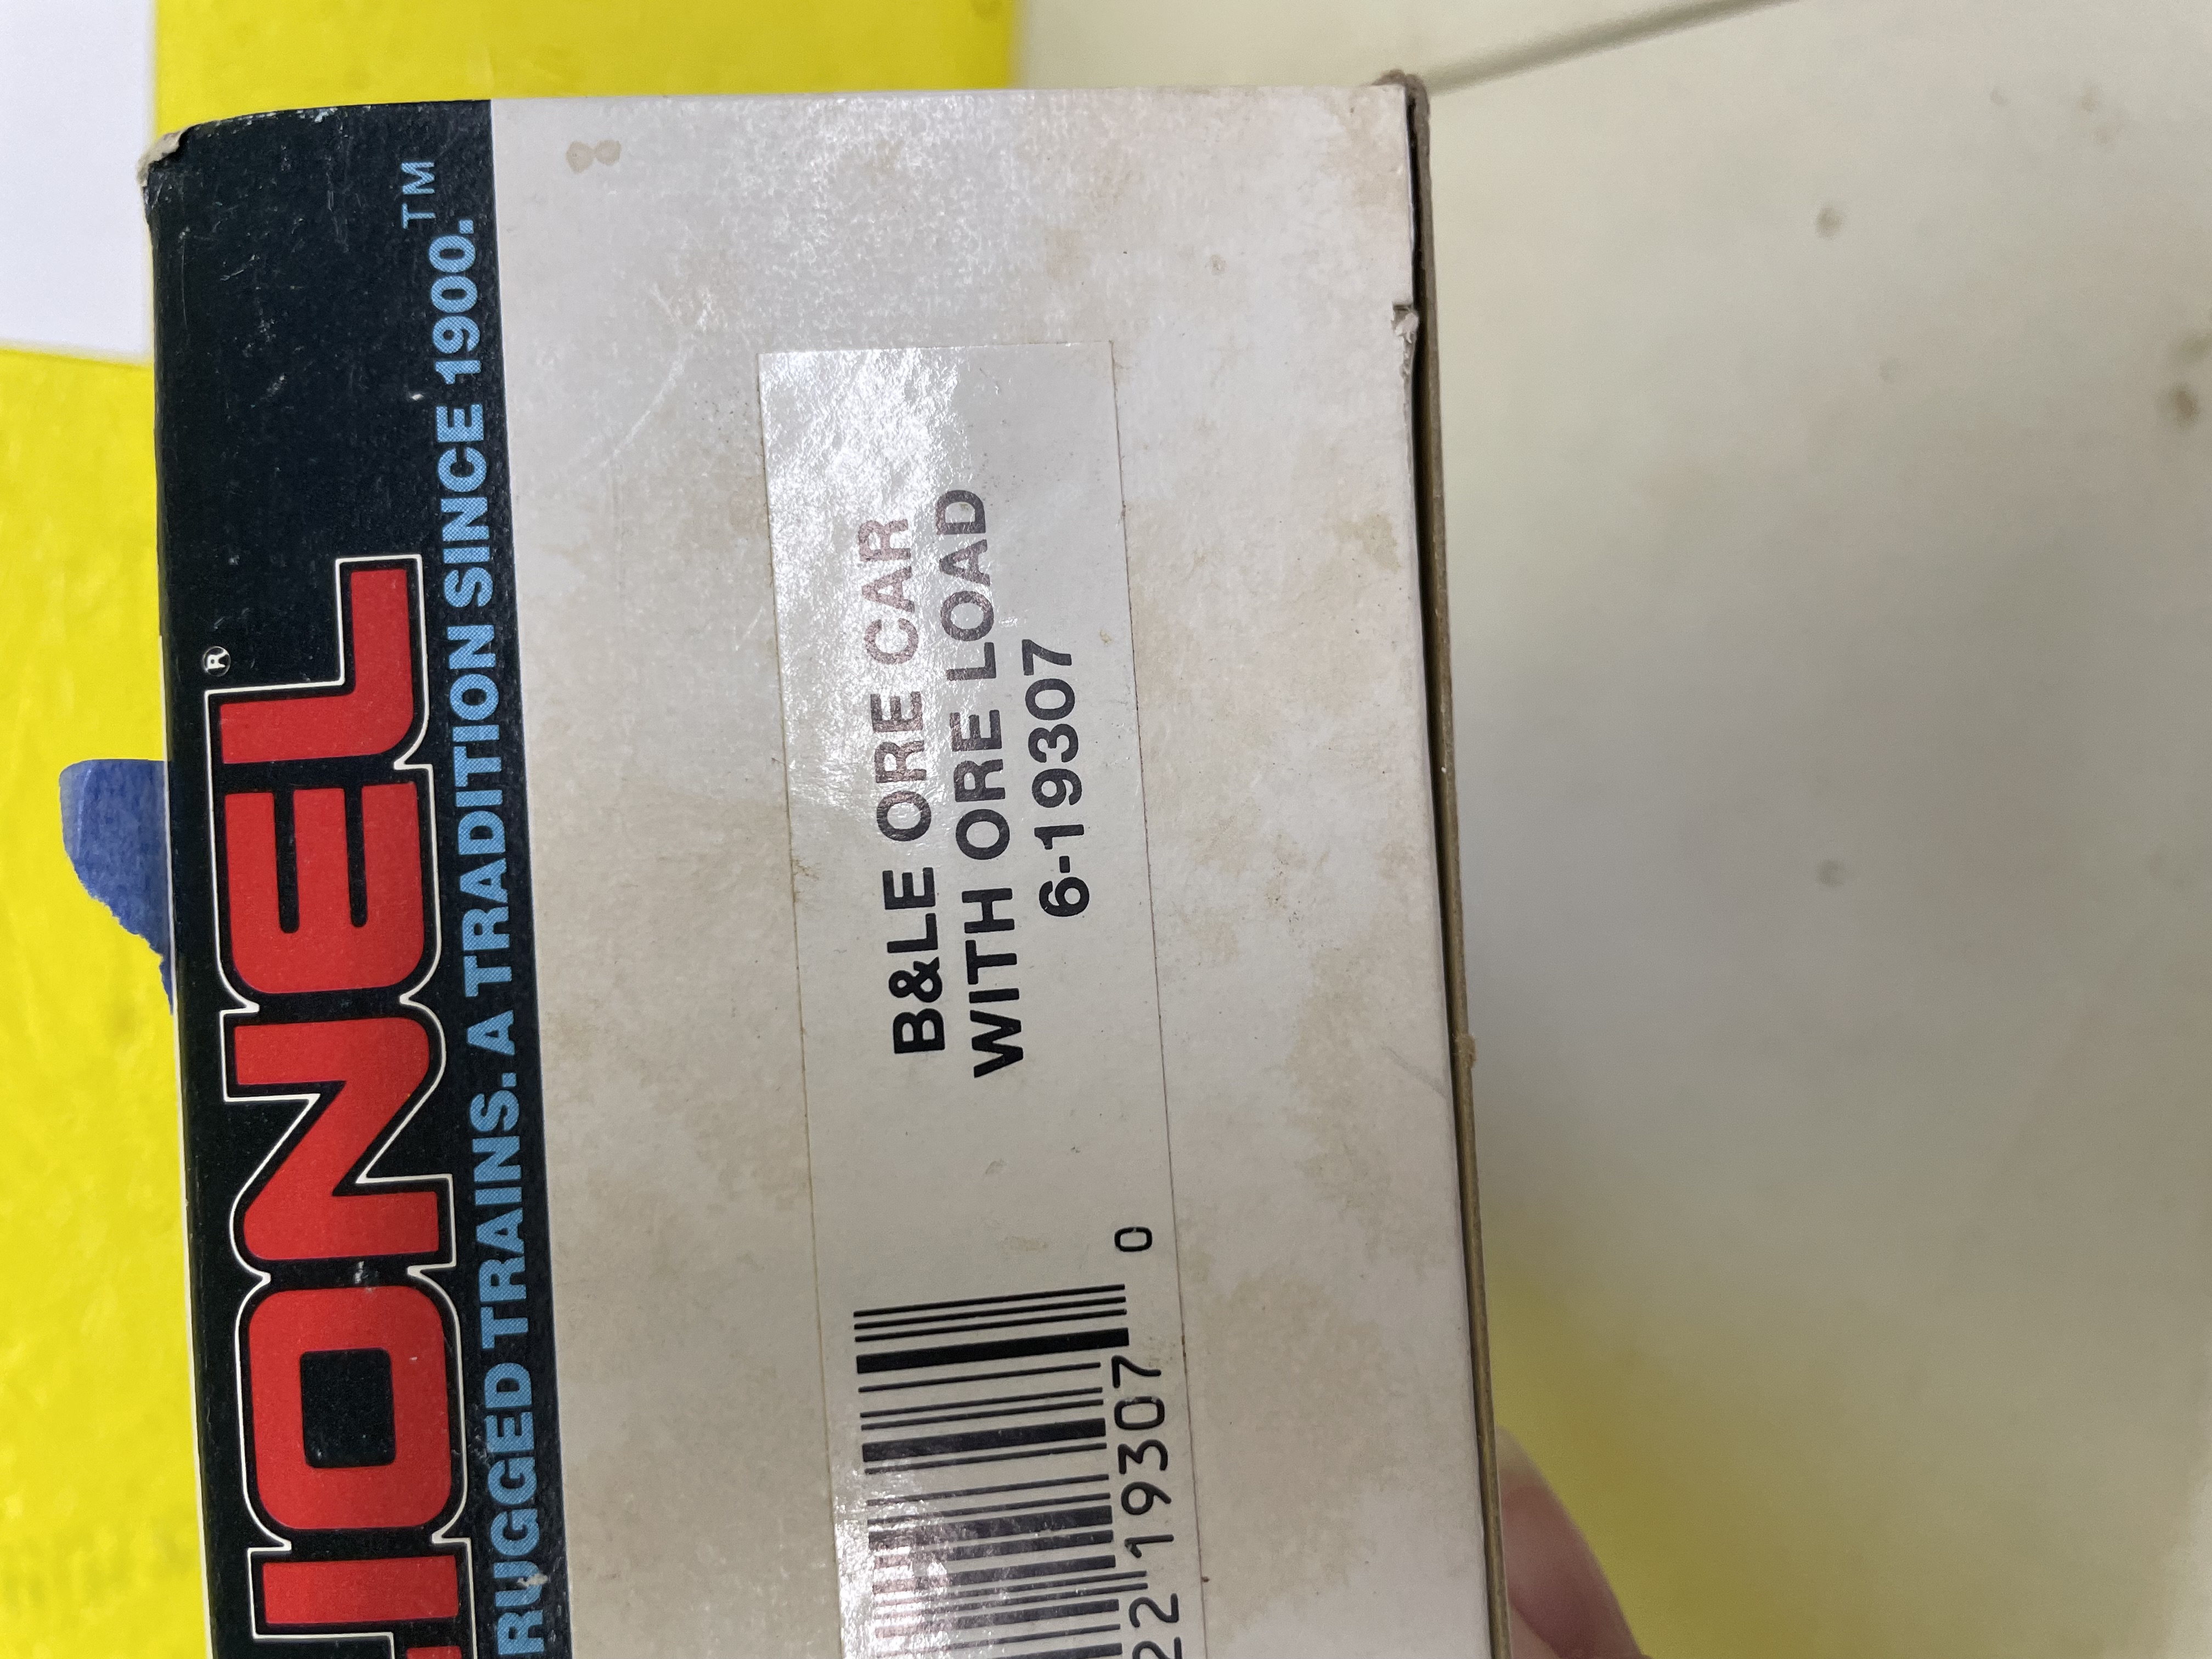 LIONEL®
RUGGED TRAINS. A TRADITION SINCE 1900.™
B&LE ORE CAR
WITH ORE LOAD
6-19307
22 19307 0